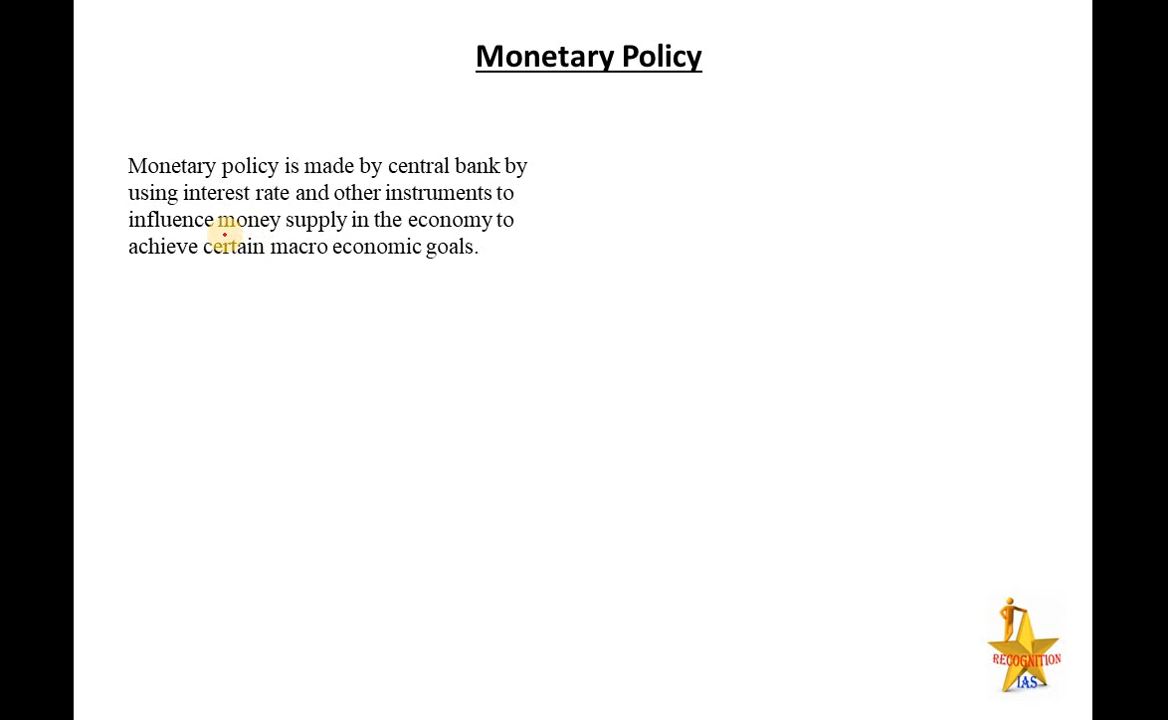 Monetary Policy
Monetary policy is made by central bank by
using interest rate and other instruments to
influence money supply in the economy to
achieve certain macro economic goals.
RECOGNITION
IAS